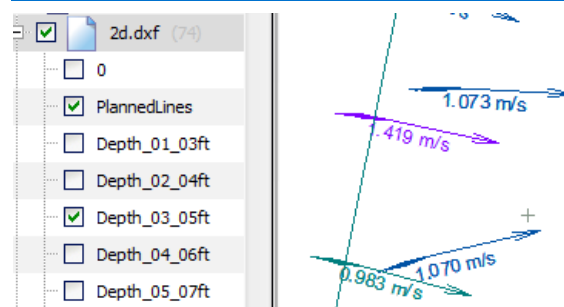 2d.dxf (74)
0
PlannedLines
Depth_01_03ft
Depth_02_04ft
Depth_03_05ft
Depth_04_06ft
Depth_05_07ft
m/s
1.073 m/s
1.419 m/s
1.070 m/s
0.983 m/s